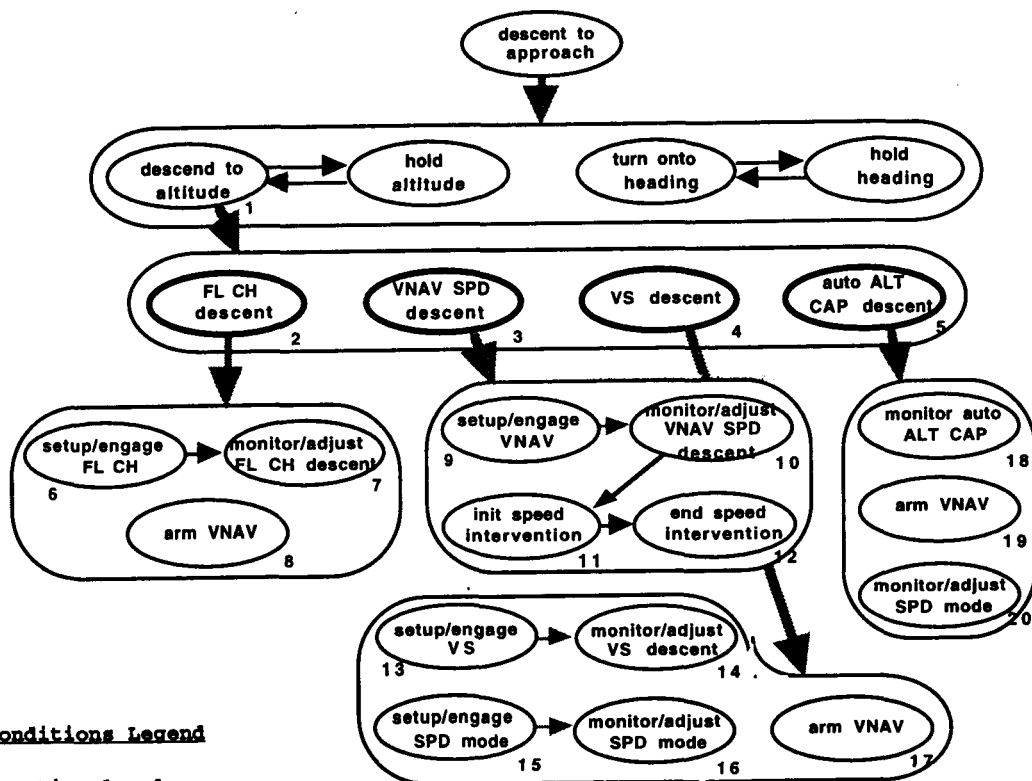 descent to
approach
descend to
altitude
1
hold
altitude
turn onto
heading
hold
heading
FL CH
descent
2
VNAV SPD
descent
3
VS descent
4
auto ALT
CAP descent
5
setup/engage
FL CH
6
monitor/adjust
FL CH descent
7
arm VNAV
8
setup/engage
VNAV
9
monitor/adjust
VNAV SPD
descent
10
init speed
intervention
11
end speed
intervention
12
monitor auto
ALT CAP
18
arm VNAV
19
monitor/adjust
SPD mode
20
setup/engage
VS
13
monitor/adjust
VS descent
14
setup/engage
SPD mode
15
monitor/adjust
SPD mode
16
arm VNAV
17
onditions Legend